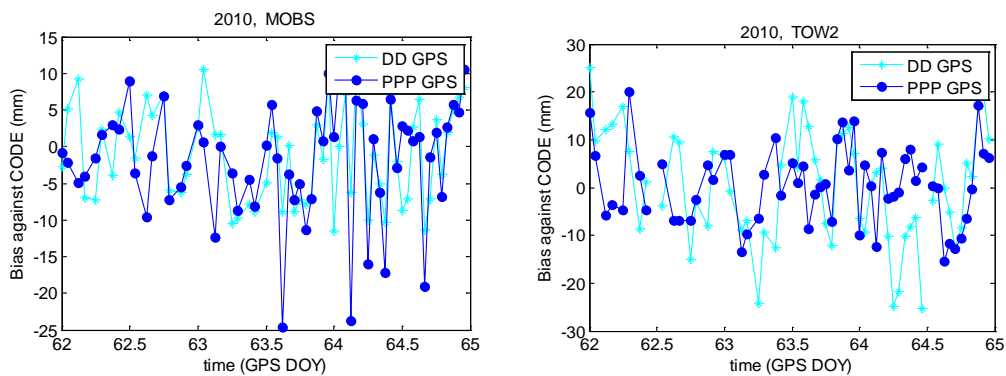 2010, MOBS
DD GPS
PPP GPS
15
10
5
0
-5
-10
-15
-20
-25
Bias against CODE (mm)
62 62.5 63 63.5 64 64.5 65
time (GPS DOY)
2010, TOW2
DD GPS
PPP GPS
30
20
10
0
-10
-20
-30
Bias against CODE (mm)
62 62.5 63 63.5 64 64.5 65
time (GPS DOY)